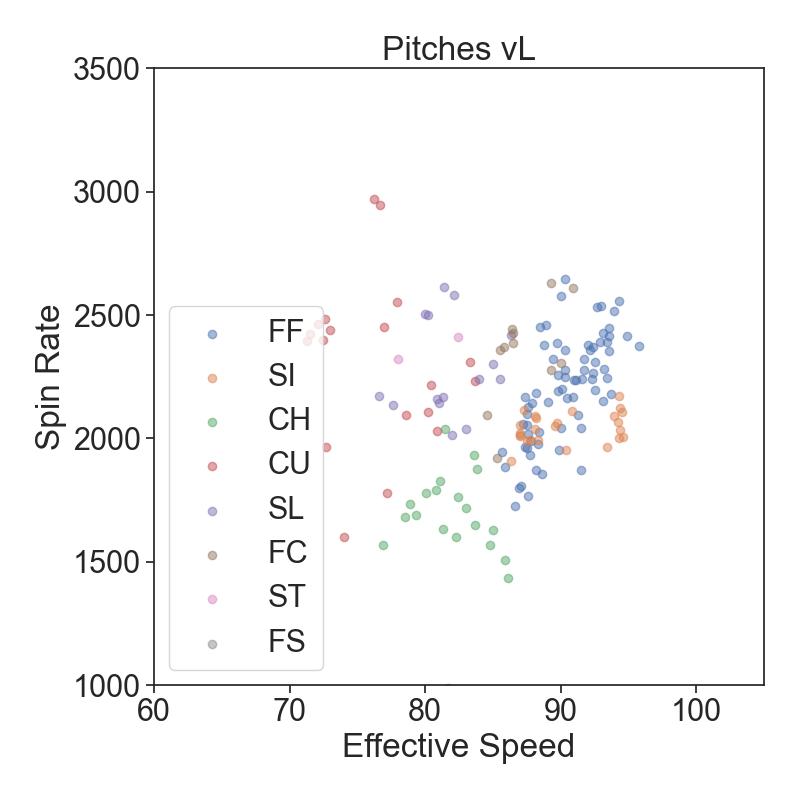 Pitches vL
3500
3000
2500
2000
1500
1000
Spin Rate
FF
SI
CH
CU
SL
FC
ST
FS
60 70 80 90 100
Effective Speed